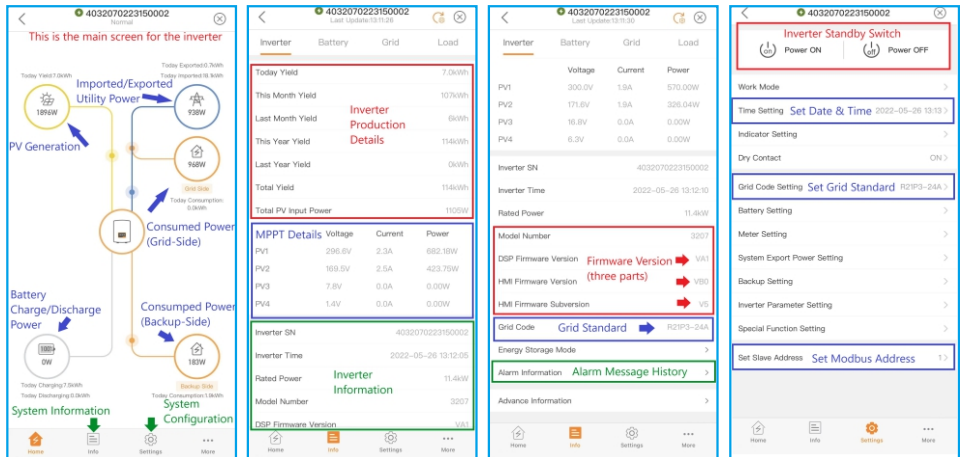 4032070223150002
Normal
This is the main screen for the inverter
Today Exported:0.7kWh
Today Yield:7.0kWh
Today Imported:18.1kWh
Imported/Exported
Utility Power
1896W
938W
PV Generation
968W
Grid Side
Today Consumption:
0.0kWh
Consumed Power
(Grid-Side)
Battery
Charge/Discharge
Power
Consumped Power
(Backup-Side)
100%
0W
183W
Backup Side
Today Charging:7.5kWh
Today Discharging:0.0kWh
Today Consumption:1.9kWh
System Information
System
Configuration
Home
Info
Settings
More
4032070223150002
Last Update:13:11:28
Inverter
Battery
Grid
Load
Today Yield 7.0kWh
This Month Yield 107kWh
Last Month Yield 6kWh
This Year Yield 114kWh
Last Year Yield 0kWh
Total Yield 114kWh
Total PV Input Power 1105W
Inverter
Production
Details
MPPT Details Voltage Current Power
PV1 296.6V 2.3A 682.18W
PV2 169.5V 2.5A 423.75W
PV3 7.8V 0.0A 0.00W
PV4 1.4V 0.0A 0.00W
Inverter SN 4032070223150002
Inverter Time 2022-05-26 13:12:05
Rated Power 11.4kW
Model Number 3207
DSP Firmware Version VA1
Inverter
Information
Home
Info
Settings
More
4032070223150002
Last Update:13:11:30
Inverter
Battery
Grid
Load
Voltage Current Power
PV1 300.0V 1.9A 570.00W
PV2 171.6V 1.9A 326.04W
PV3 16.8V 0.0A 0.00W
PV4 6.3V 0.0A 0.00W
Inverter SN 4032070223150002
Inverter Time 2022-05-26 13:12:10
Rated Power 11.4kW
Model Number 3207
DSP Firmware Version VA1
HMI Firmware Version VB0
HMI Firmware Subversion V5
Firmware Version
(three parts)
Grid Code Grid Standard R21P3-24A
Energy Storage Mode
Alarm Information Alarm Message History
Advance Information
Home
Info
Settings
More
4032070223150002
Normal
Inverter Standby Switch
on Power ON
off Power OFF
Work Mode
Time Setting Set Date & Time 2022-05-26 13:13
Indicator Setting
Dry Contact ON
Grid Code Setting Set Grid Standard R21P3-24A
Battery Setting
Meter Setting
System Export Power Setting
Backup Setting
Inverter Parameter Setting
Special Function Setting
Set Slave Address Set Modbus Address 1
Home
Info
Settings
More